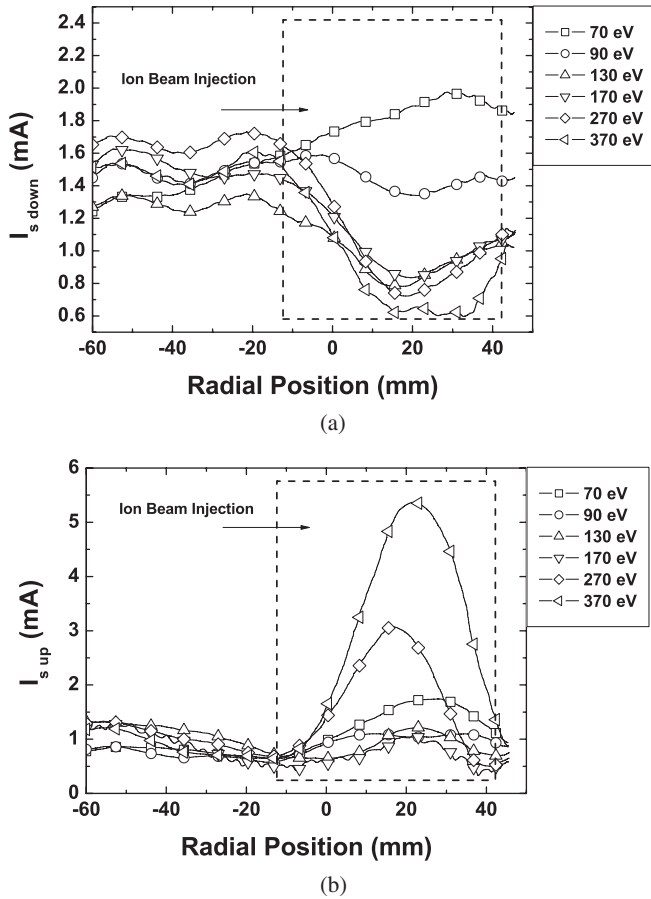 2.4
2.2
2.0
1.8
1.6
1.4
1.2
1.0
0.8
0.6
I s down (mA)
Ion Beam Injection
70 eV
90 eV
130 eV
170 eV
270 eV
370 eV
-60 -40 -20 0 20 40
Radial Position (mm)
(a)
6
5
4
3
2
1
0
I s up (mA)
Ion Beam Injection
70 eV
90 eV
130 eV
170 eV
270 eV
370 eV
-60 -40 -20 0 20 40
Radial Position (mm)
(b)